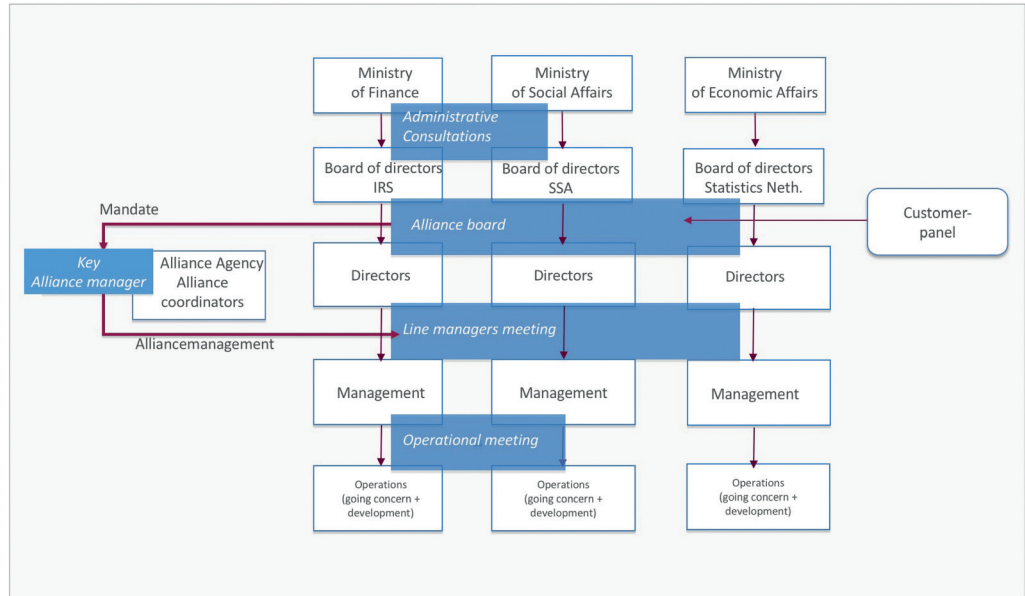 Ministry
of Finance
Ministry
of Social Affairs
Ministry
of Economic Affairs
Administrative
Consultations
Board of directors
IRS
Board of directors
SSA
Board of directors
Statistics Neth.
Mandate
Alliance board
Customer-
panel
Key
Alliance manager
Alliance Agency
Alliance
coordinators
Directors
Directors
Directors
Line managers meeting
Alliancemanagement
Management
Management
Management
Operational meeting
Operations
(going concern +
development)
Operations
(going concern +
development)
Operations
(going concern +
development)